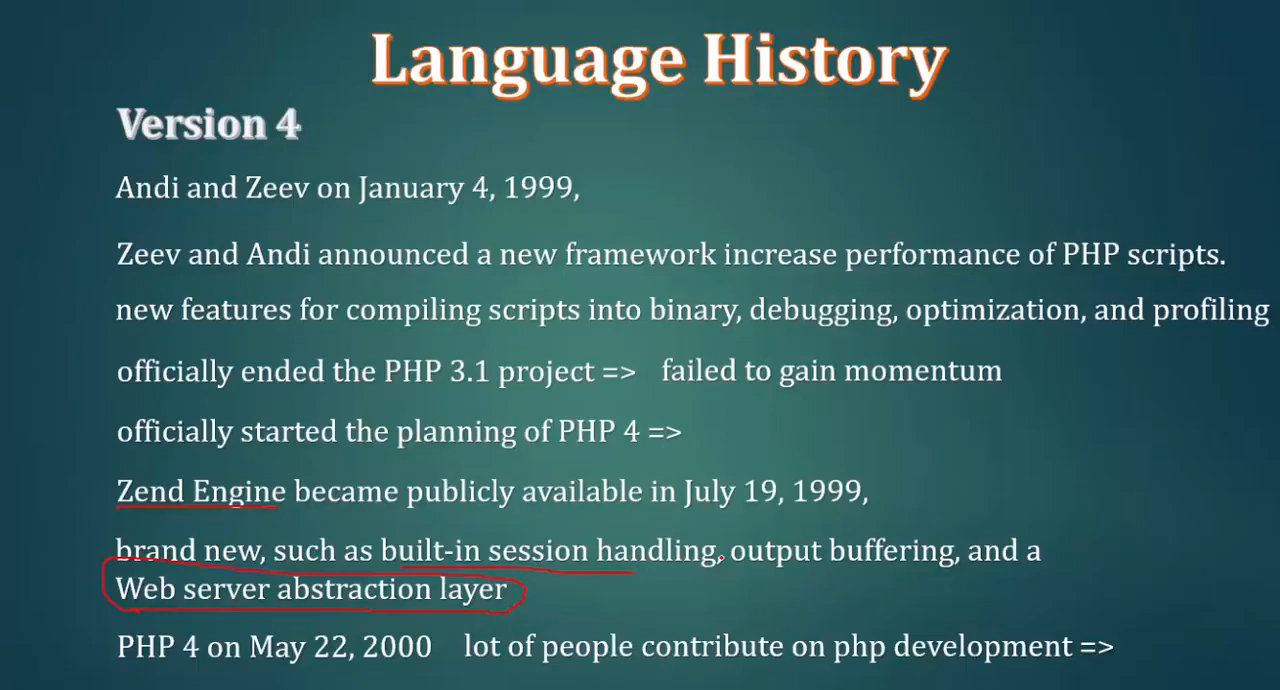 Language History
Version 4
Andi and Zeev on January 4, 1999,
Zeev and Andi announced a new framework increase performance of PHP scripts.
new features for compiling scripts into binary, debugging, optimization, and profiling
officially ended the PHP 3.1 project => failed to gain momentum
officially started the planning of PHP 4 =>
Zend Engine became publicly available in July 19, 1999,
brand new, such as built-in session handling, output buffering, and a
Web server abstraction layer
PHP 4 on May 22, 2000 lot of people contribute on php development =>